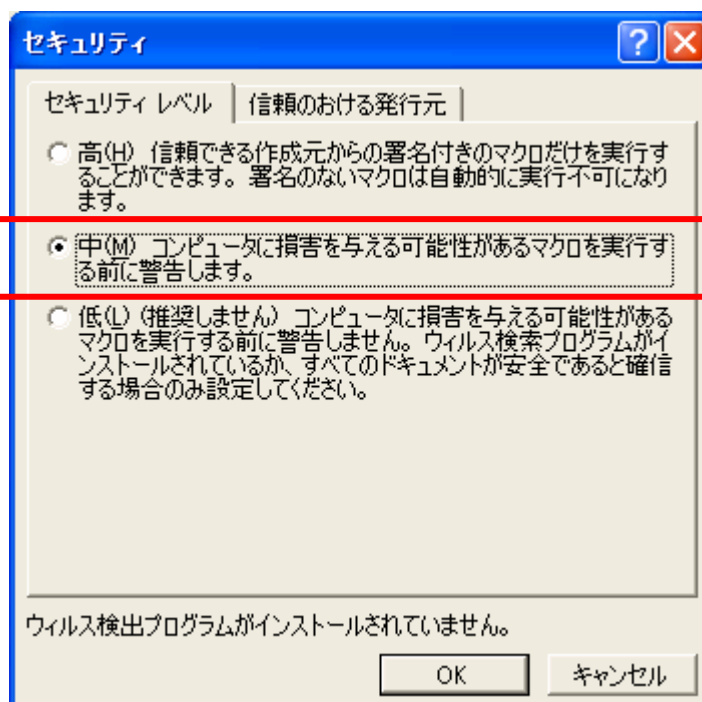 セキュリティ
セキュリティ レベル
信頼のおける発行元
高(H) 信頼できる作成元からの署名付きのマクロだけを実行す
ることができます。署名のないマクロは自動的に実行不可になり
ます。
中(M) コンピュータに損害を与える可能性があるマクロを実行す
る前に警告します。
低(L) (推奨しません) コンピュータに損害を与える可能性がある
マクロを実行する前に警告しません。ウィルス検索プログラムがイ
ンストールされているか、すべてのドキュメントが安全であると確信
する場合のみ設定してください。
ウィルス検出プログラムがインストールされていません。
OK
キャンセル